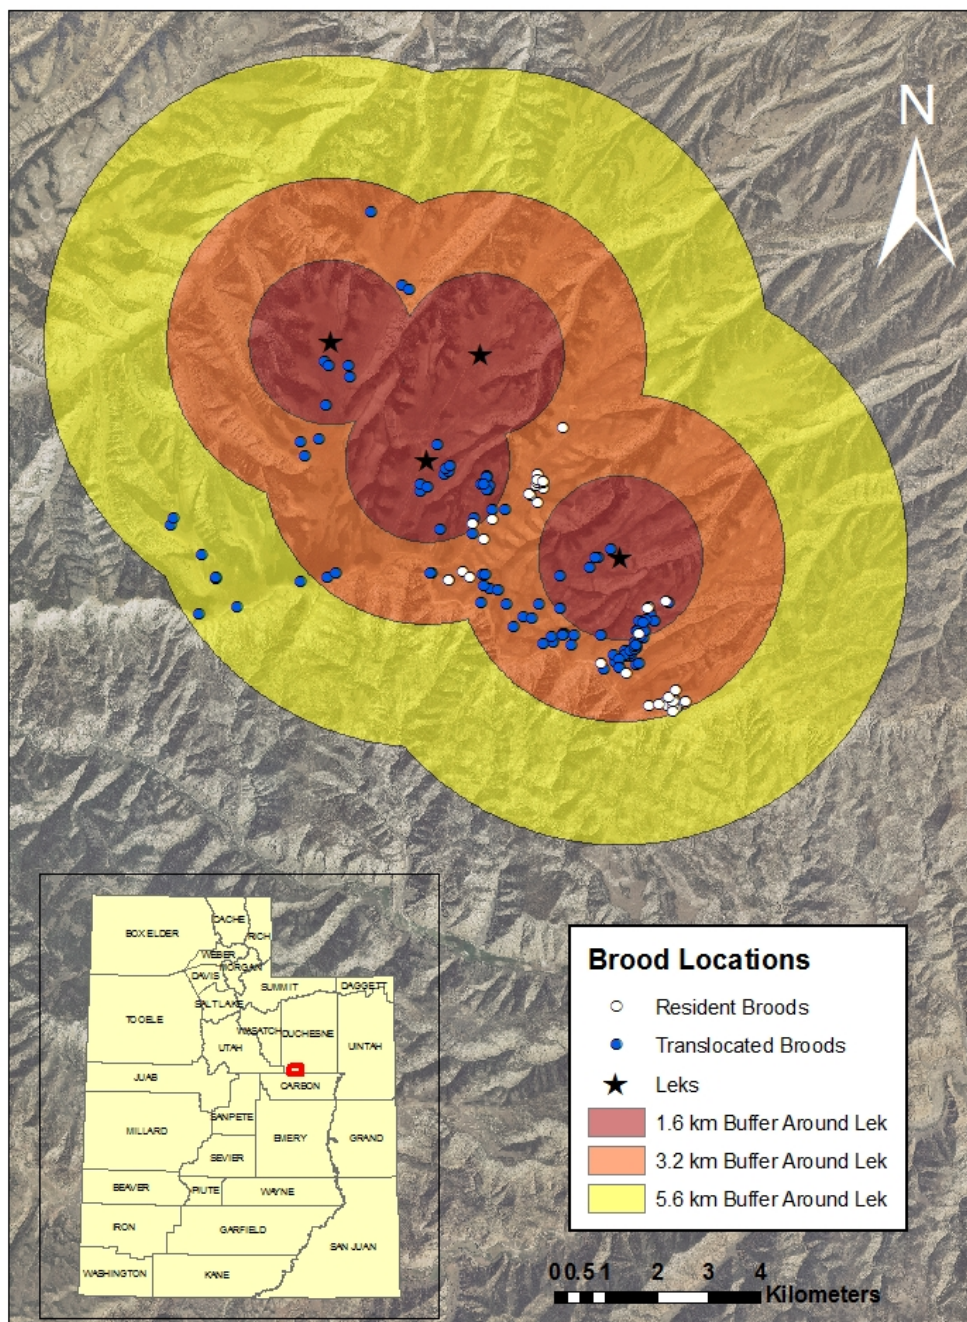 N
Brood Locations
Resident Broods
Translocated Broods
Leks
1.6 km Buffer Around Lek
3.2 km Buffer Around Lek
5.6 km Buffer Around Lek
0 0.5 1 2 3 4
Kilometers
CACHE
BOX ELDER
RICH
WEBER
MORGAN
DAVIS
SUMMIT
DAGGETT
SALT LAKE
TOOELE
WASATCH
DUCHESNE
UTAH
UINTAH
JUAB
CARBON
SANPETE
MILLARD
EMERY
GRAND
SEVIER
BEAVER
PIUTE
WAYNE
IRON
GARFIELD
SAN JUAN
WASHINGTON
KANE